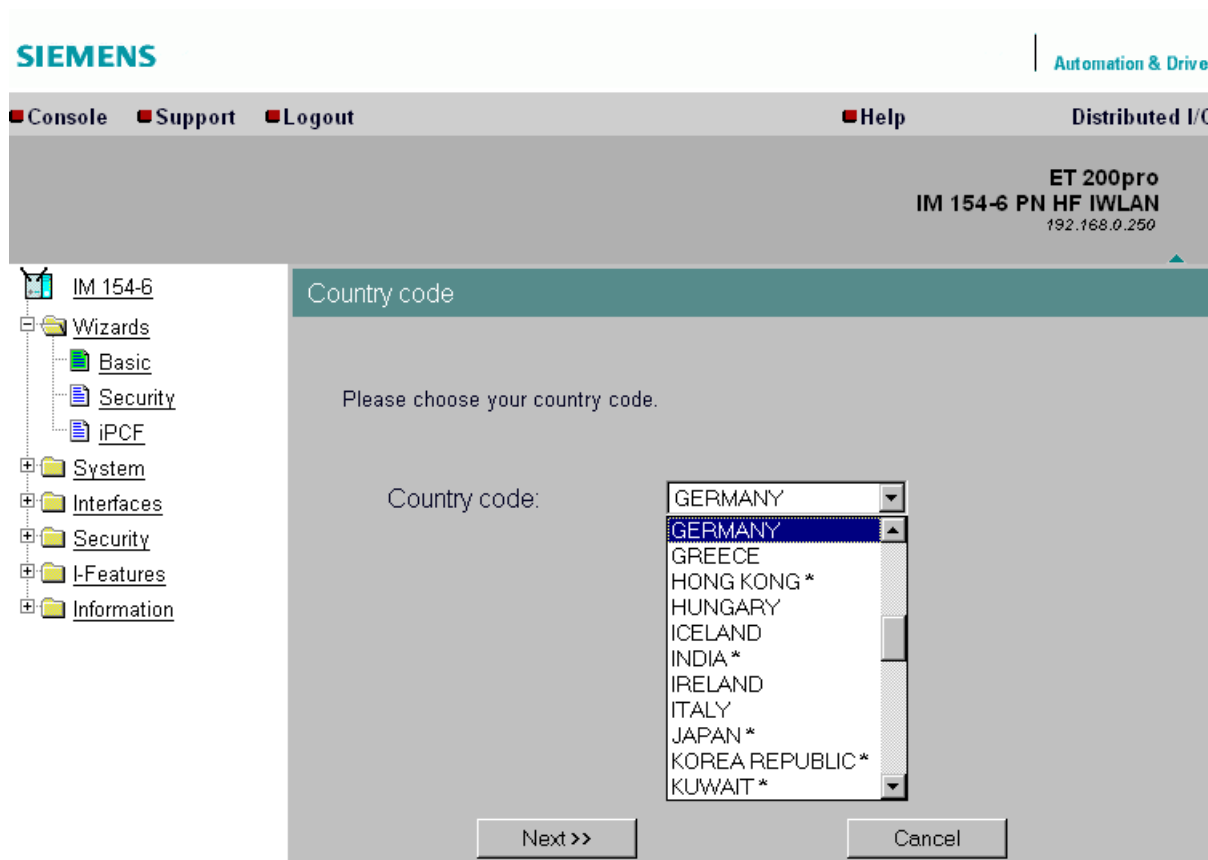 SIEMENS
Automation & Drive
Console Support Logout Help Distributed I/
ET 200pro
IM 154-6 PN HF IWLAN
192.168.0.250
IM 154-6
Wizards
Basic
Security
iPCF
System
Interfaces
Security
I-Features
Information
Country code
Please choose your country code.
Country code:
GERMANY
GERMANY
GREECE
HONG KONG *
HUNGARY
ICELAND
INDIA *
IRELAND
ITALY
JAPAN *
KOREA REPUBLIC *
KUWAIT *
Next >>
Cancel